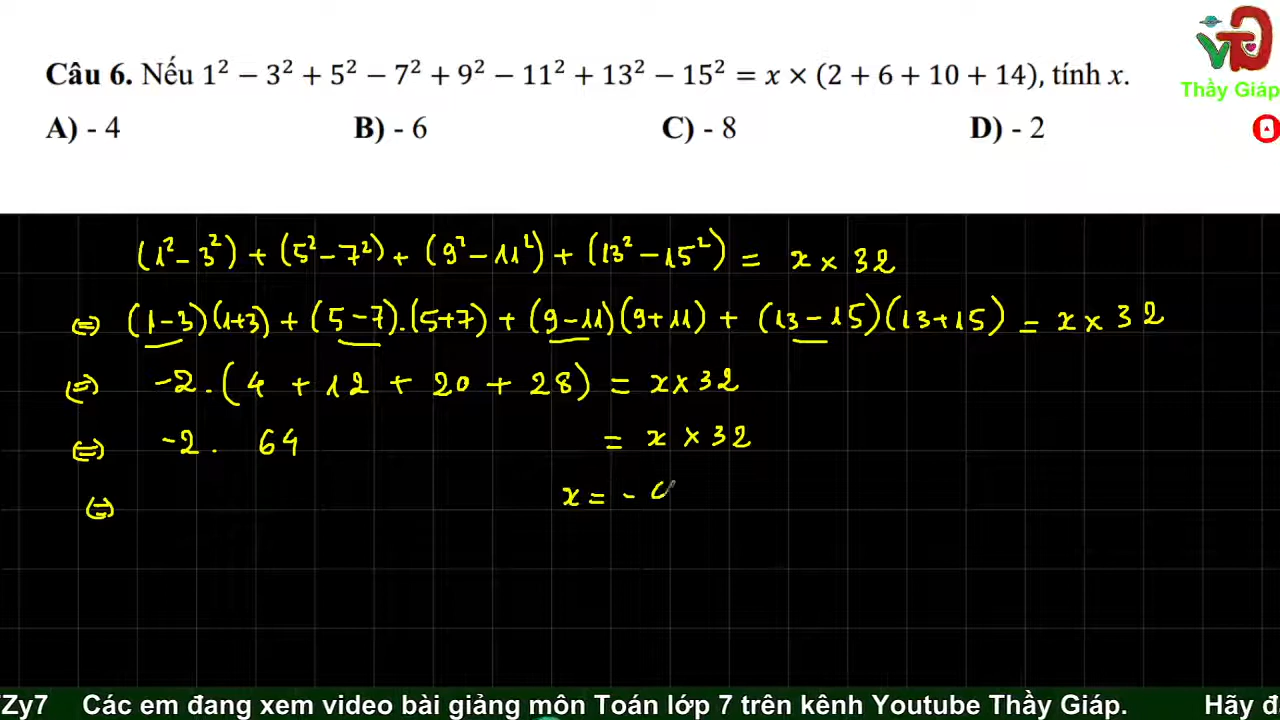 Câu 6. Nếu 1² − 3² + 5² − 7² + 9² − 11² + 13² − 15² = x × (2 + 6 + 10 + 14), tính x.
A) - 4 B) - 6 C) - 8 D) - 2
Thầy Giáp
(1² − 3²) + (5² − 7²) + (9² − 11²) + (13² − 15²) = x × 32
⇔ (1−3)(1+3) + (5−7).(5+7) + (9−11)(9+11) + (13−15)(13+15) = x × 32
⇔ −2.(4 + 12 + 20 + 28) = x × 32
⇔ −2. 64 = x × 32
⇔ x = −
Zy7 Các em đang xem video bài giảng môn Toán lớp 7 trên kênh Youtube Thầy Giáp. Hãy đ